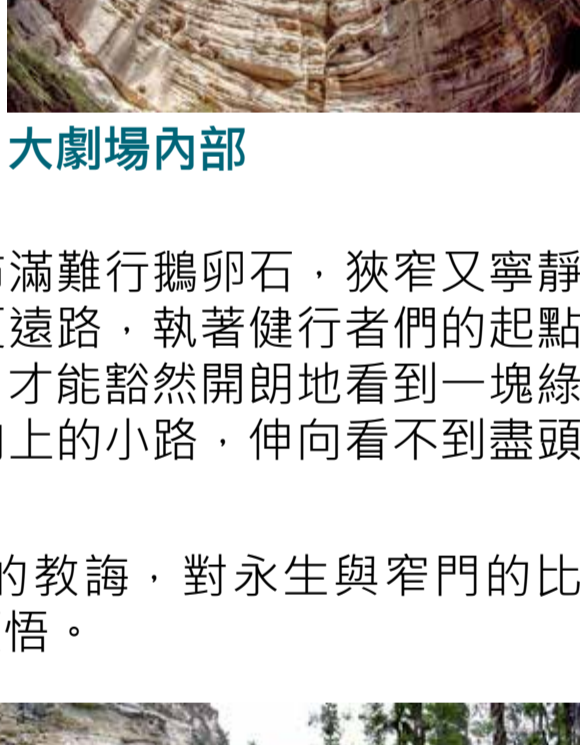 大劇場內部
滿難行鵝卵石，狹窄又寧靜
遠路，執著健行者們的起點
才能豁然開朗地看到一塊綠
上的小路，伸向看不到盡頭
的教誨，對永生與窄門的比
悟。